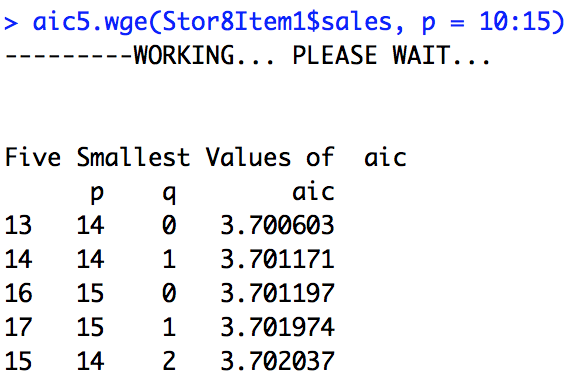 > aic5.wge(Stor8Item1$sales, p = 10:15)
---------WORKING... PLEASE WAIT...
Five Smallest Values of  aic
      p     q        aic
13   14     0   3.700603
14   14     1   3.701171
16   15     0   3.701197
17   15     1   3.701974
15   14     2   3.702037